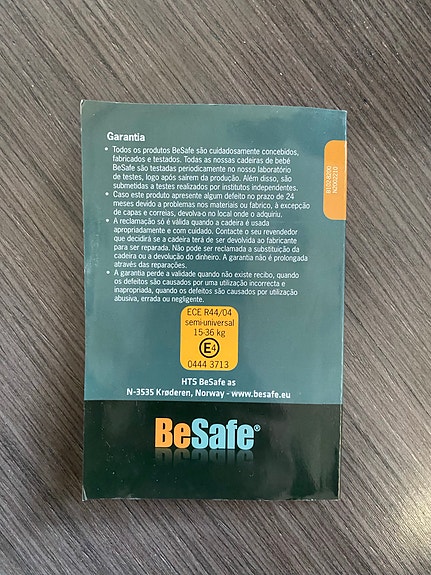 Garantia
• Todos os produtos BeSafe são cuidadosamente concebidos,
fabricados e testados. Todas as nossas cadeiras de bebé
BeSafe são testadas periodicamente no nosso laboratório
de testes, logo após saírem da produção. Além disso, são
submetidas a testes realizados por institutos independentes.
• Caso este produto apresente algum defeito no prazo de 24
meses devido a problemas nos materiais ou fabrico, à excepção
de capas e correias, devolva-o no local onde o adquiriu.
• A reclamação só é válida quando a cadeira é usada
apropriadamente e com cuidado. Contacte o seu revendedor
que decidirá se a cadeira terá de ser devolvida ao fabricante
para ser reparada. Não pode ser reclamada a substituição da
cadeira ou a devolução do dinheiro. A garantia não é prolongada
através das reparações.
• A garantia perde a validade quando não existe recibo, quando
os defeitos são causados por uma utilização incorrecta e
inapropriada, quando os defeitos são causados por utilização
abusiva, errada ou negligente.
ECE R44/04
semi-universal
15-36 kg
E4
0444 3713
HTS BeSafe as
N-3535 Krøderen, Norway - www.besafe.eu
BeSafe®